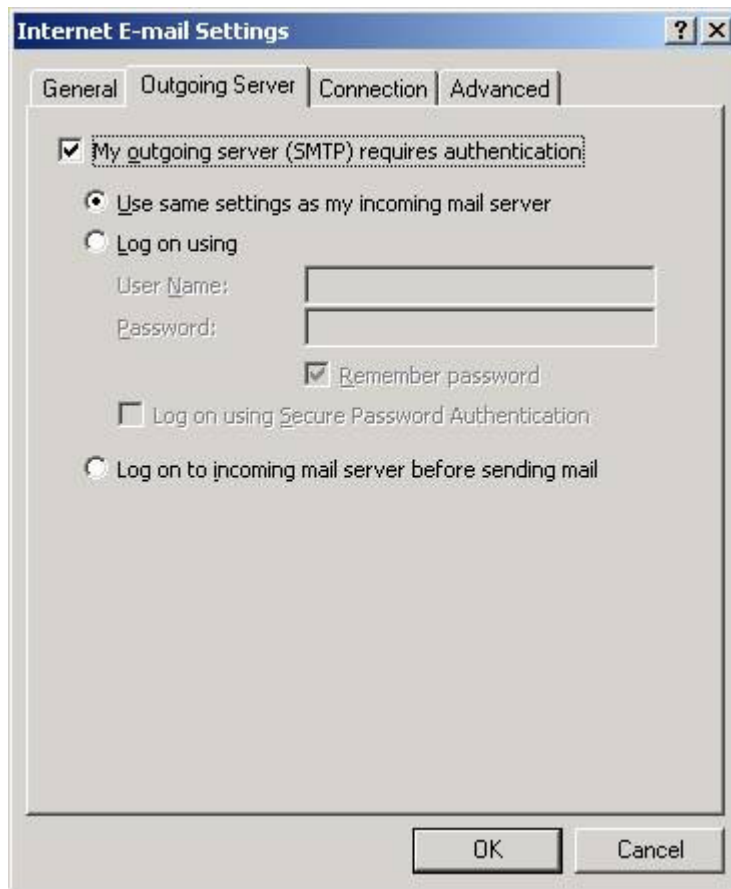 Internet E-mail Settings
General Outgoing Server Connection Advanced
My outgoing server (SMTP) requires authentication
Use same settings as my incoming mail server
Log on using
User Name:
Password:
Remember password
Log on using Secure Password Authentication
Log on to incoming mail server before sending mail
OK Cancel